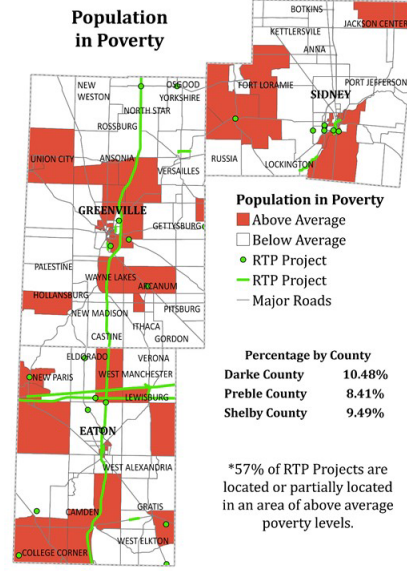 Population
in Poverty
BOTKINS
JACKSON CENTER
KETTLERSVILLE
ANNA
NEW
WESTON
OSGOOD
YORKSHIRE
FORT LORAMIE
PORT JEFFERSON
SIDNEY
NORTH STAR
ROSSBURG
UNION CITY
ANSONIA
VERSAILLES
RUSSIA
LOCKINGTON
GREENVILLE
GETTYSBURG
PALESTINE
WAYNE LAKES
ARCANUM
HOLLANSBURG
NEW MADISON
PITSBURG
ITHACA
GORDON
CASTINE
ELDORADO
VERONA
NEW PARIS
WEST MANCHESTER
LEWISBURG
EATON
WEST ALEXANDRIA
CAMDEN
GRATIS
WEST ELKTON
COLLEGE CORNER
Population in Poverty
Above Average
Below Average
RTP Project
RTP Project
Major Roads
Percentage by County
Darke County 10.48%
Preble County 8.41%
Shelby County 9.49%
*57% of RTP Projects are
located or partially located
in an area of above average
poverty levels.